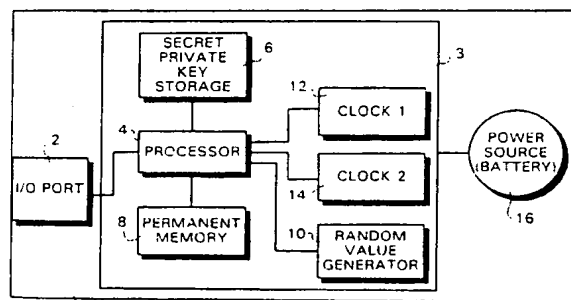 SECRET
PRIVATE
KEY
STORAGE
6
12
3
CLOCK 1
4
PROCESSOR
2
I/O PORT
CLOCK 2
14
POWER
SOURCE
(BATTERY)
16
8
PERMANENT
MEMORY
10
RANDOM
VALUE
GENERATOR